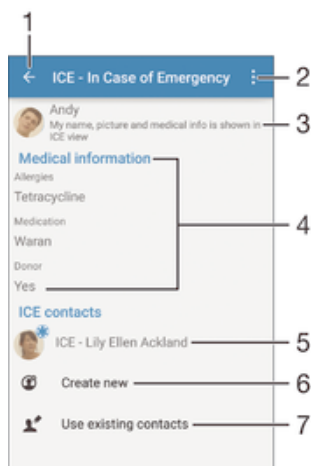 1
ICE - In Case of Emergency
2
Andy
My name, picture and medical info is shown in
ICE view
3
Medical information
Allergies
Tetracycline
Medication
Waran
4
Donor
Yes
ICE contacts
ICE - Lily Ellen Ackland
5
Create new
6
Use existing contacts
7